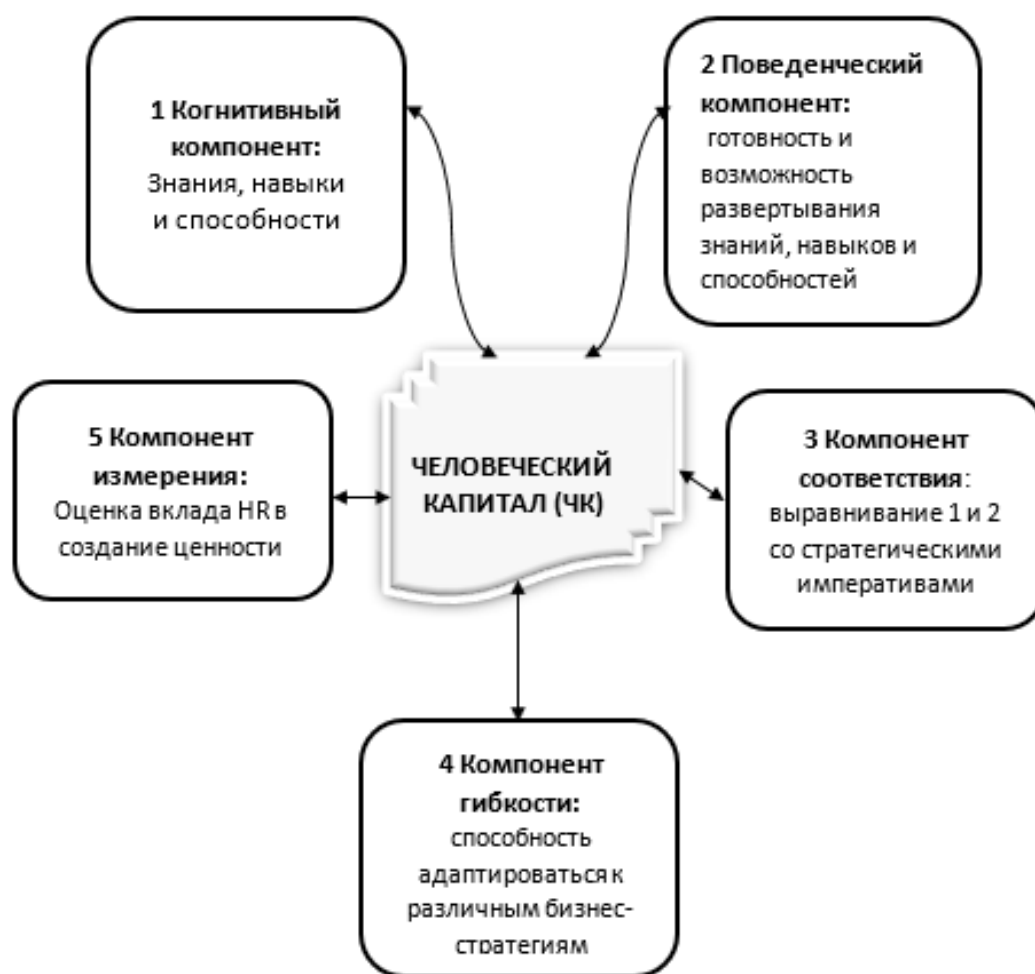 1 Когнитивный
компонент:
Знания, навыки
и способности
2 Поведенческий
компонент:
готовность и
возможность
развертывания
знаний, навыков и
способностей
ЧЕЛОВЕЧЕСКИЙ
КАПИТАЛ (ЧК)
3 Компонент
соответствия:
выравнивание 1 и 2
со стратегическими
императивами
4 Компонент
гибкости:
способность
адаптироваться к
различным бизнес-
стратегиям
5 Компонент
измерения:
Оценка вклада HR в
создание ценности